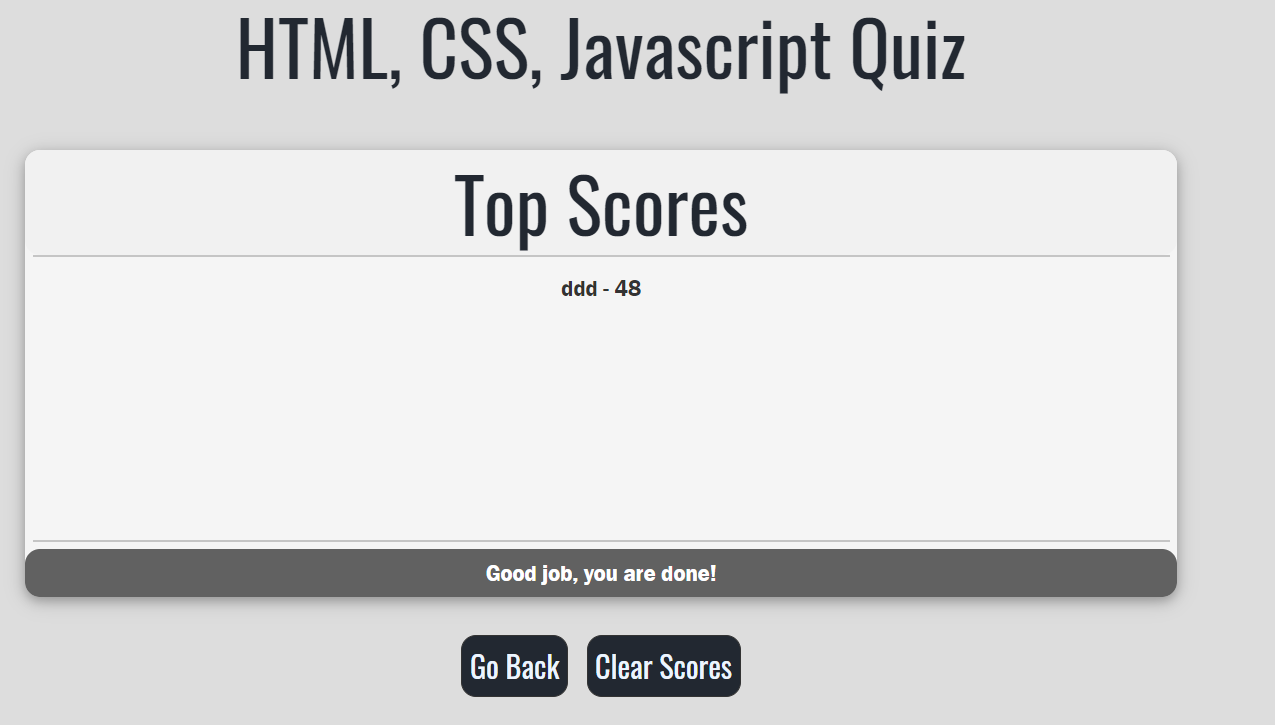 HTML, CSS, Javascript Quiz
Top Scores
ddd - 48
Good job, you are done!
Go Back
Clear Scores